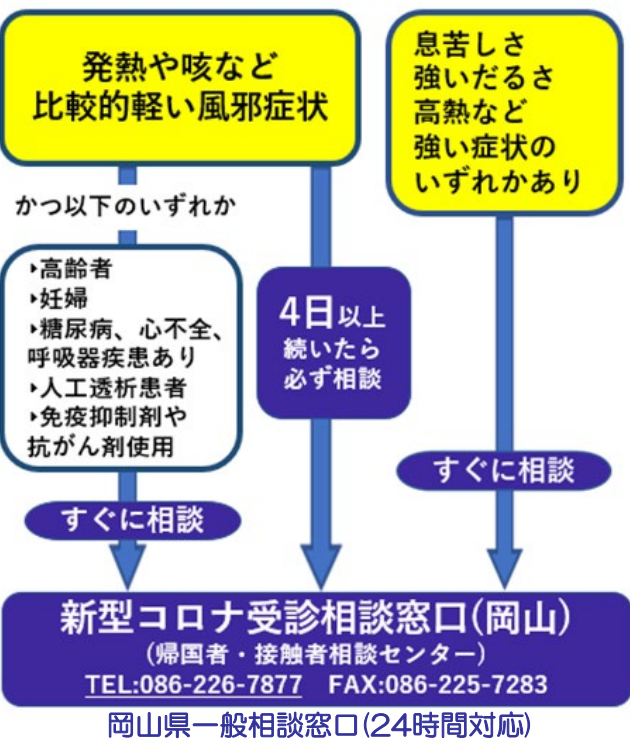 発熱や咳など
比較的軽い風邪症状
かつ以下のいずれか
▸高齢者
▸妊婦
▸糖尿病、心不全、
呼吸器疾患あり
▸人工透析患者
▸免疫抑制剤や
抗がん剤使用
すぐに相談
4日以上
続いたら
必ず相談
息苦しさ
強いだるさ
高熱など
強い症状の
いずれかあり
すぐに相談
新型コロナ受診相談窓口(岡山)
(帰国者・接触者相談センター)
TEL:086-226-7877 FAX:086-225-7283
岡山県一般相談窓口(24時間対応)